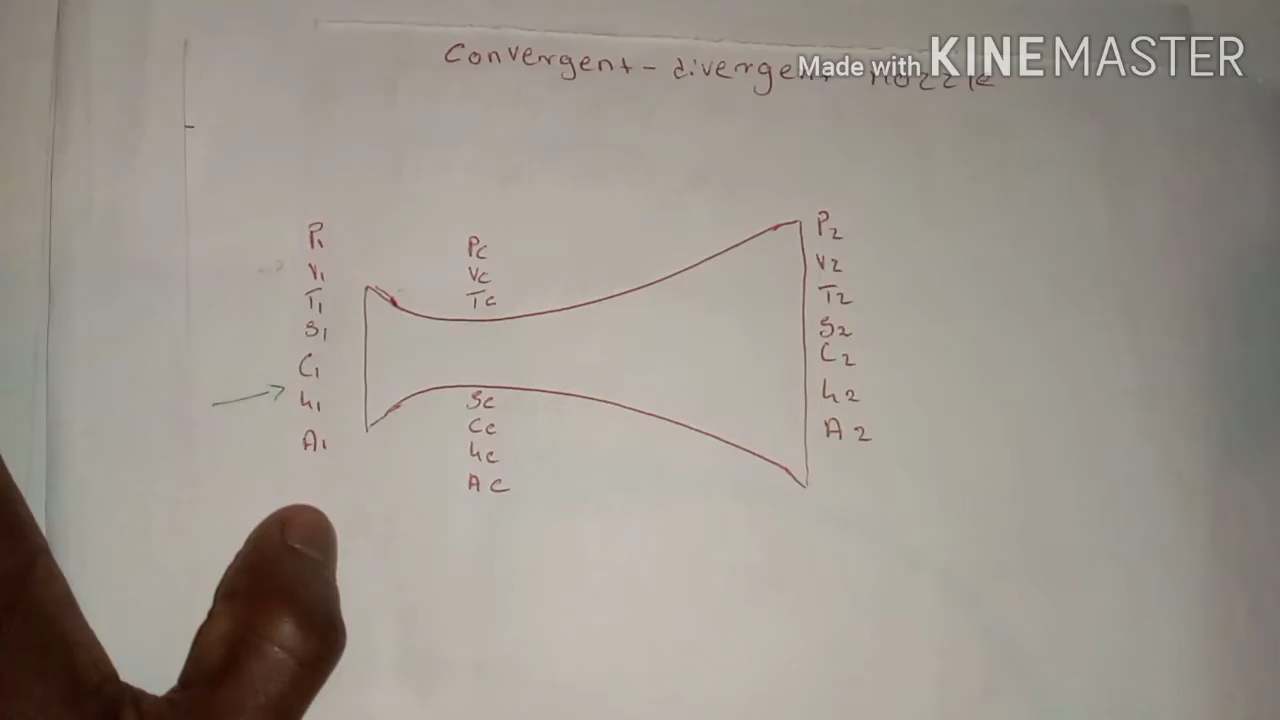 Convergent - divergent nozzle
Made with KINEMASTER
P1
V1
T1
S1
C1
h1
A1
Pc
Vc
Tc
Sc
Cc
hc
Ac
P2
V2
T2
S2
C2
h2
A2